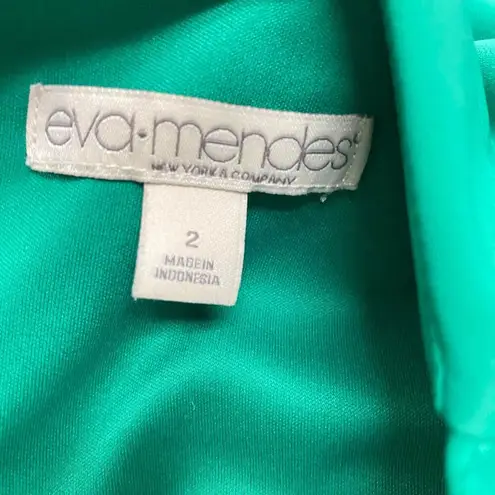 eva·mendes
NEW YORK & COMPANY
2
MADE IN
INDONESIA